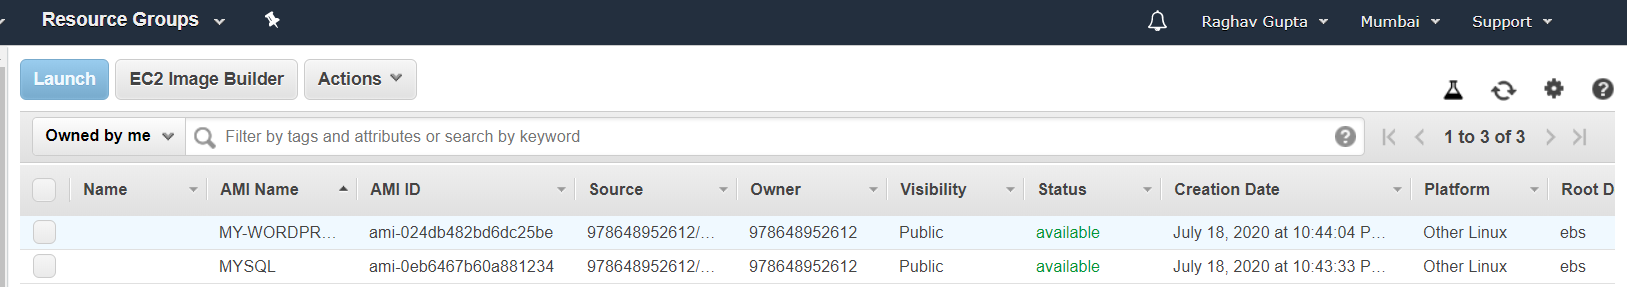 Resource Groups Raghav Gupta Mumbai Support
Launch EC2 Image Builder Actions
Owned by me Filter by tags and attributes or search by keyword 1 to 3 of 3
Name AMI Name AMI ID Source Owner Visibility Status Creation Date Platform Root D
MY-WORDPR... ami-024db482bd6dc25be 978648952612/... 978648952612 Public available July 18, 2020 at 10:44:04 P... Other Linux ebs
MYSQL ami-0eb6467b60a881234 978648952612/... 978648952612 Public available July 18, 2020 at 10:43:33 P... Other Linux ebs